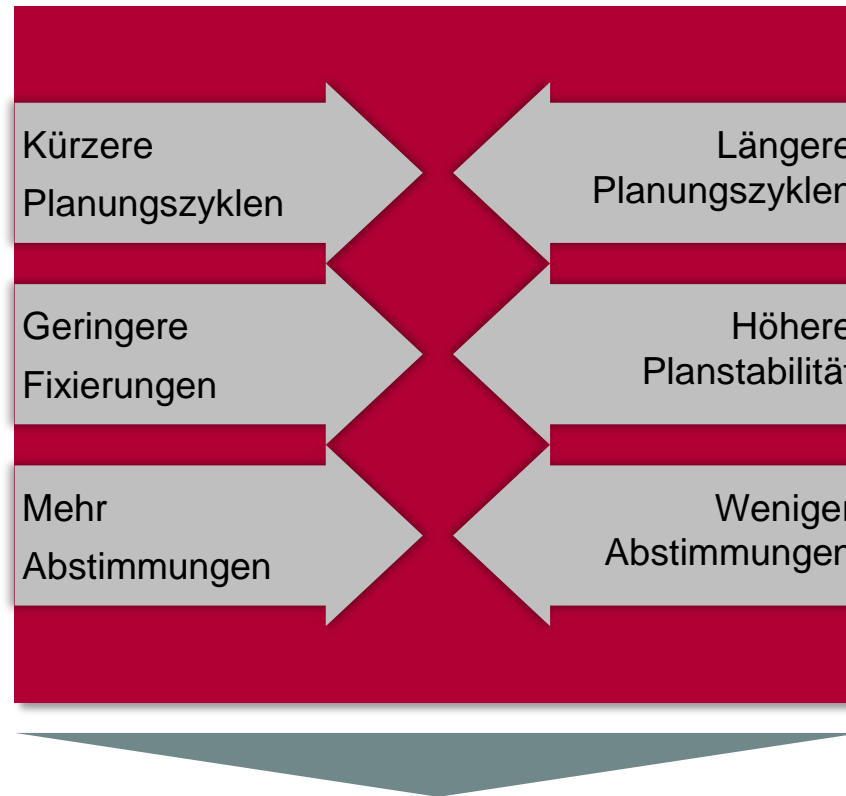 Kürzere
Planungszyklen
Längere
Planungszyklen
Geringere
Fixierungen
Höhere
Planstabilität
Mehr
Abstimmungen
Weniger
Abstimmungen